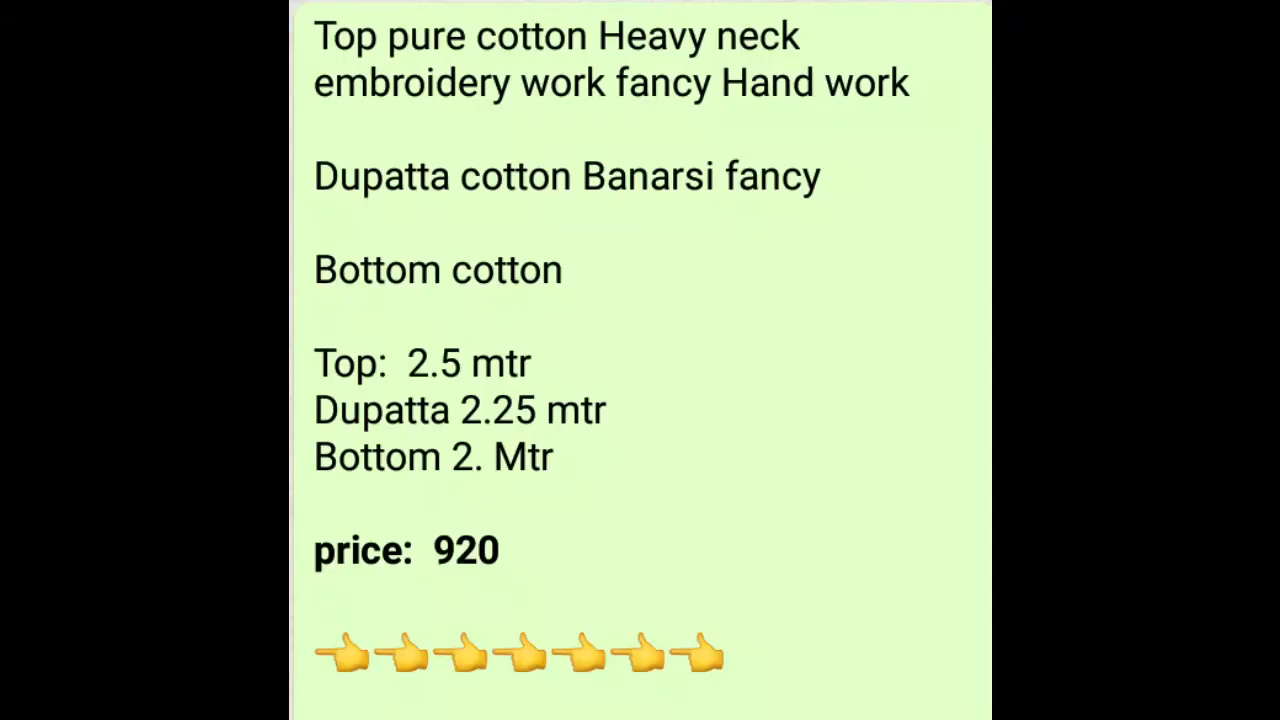 Top pure cotton Heavy neck
embroidery work fancy Hand work
Dupatta cotton Banarsi fancy
Bottom cotton
Top:  2.5 mtr
Dupatta 2.25 mtr
Bottom 2. Mtr
price:  920
👈👈👈👈👈👈👈